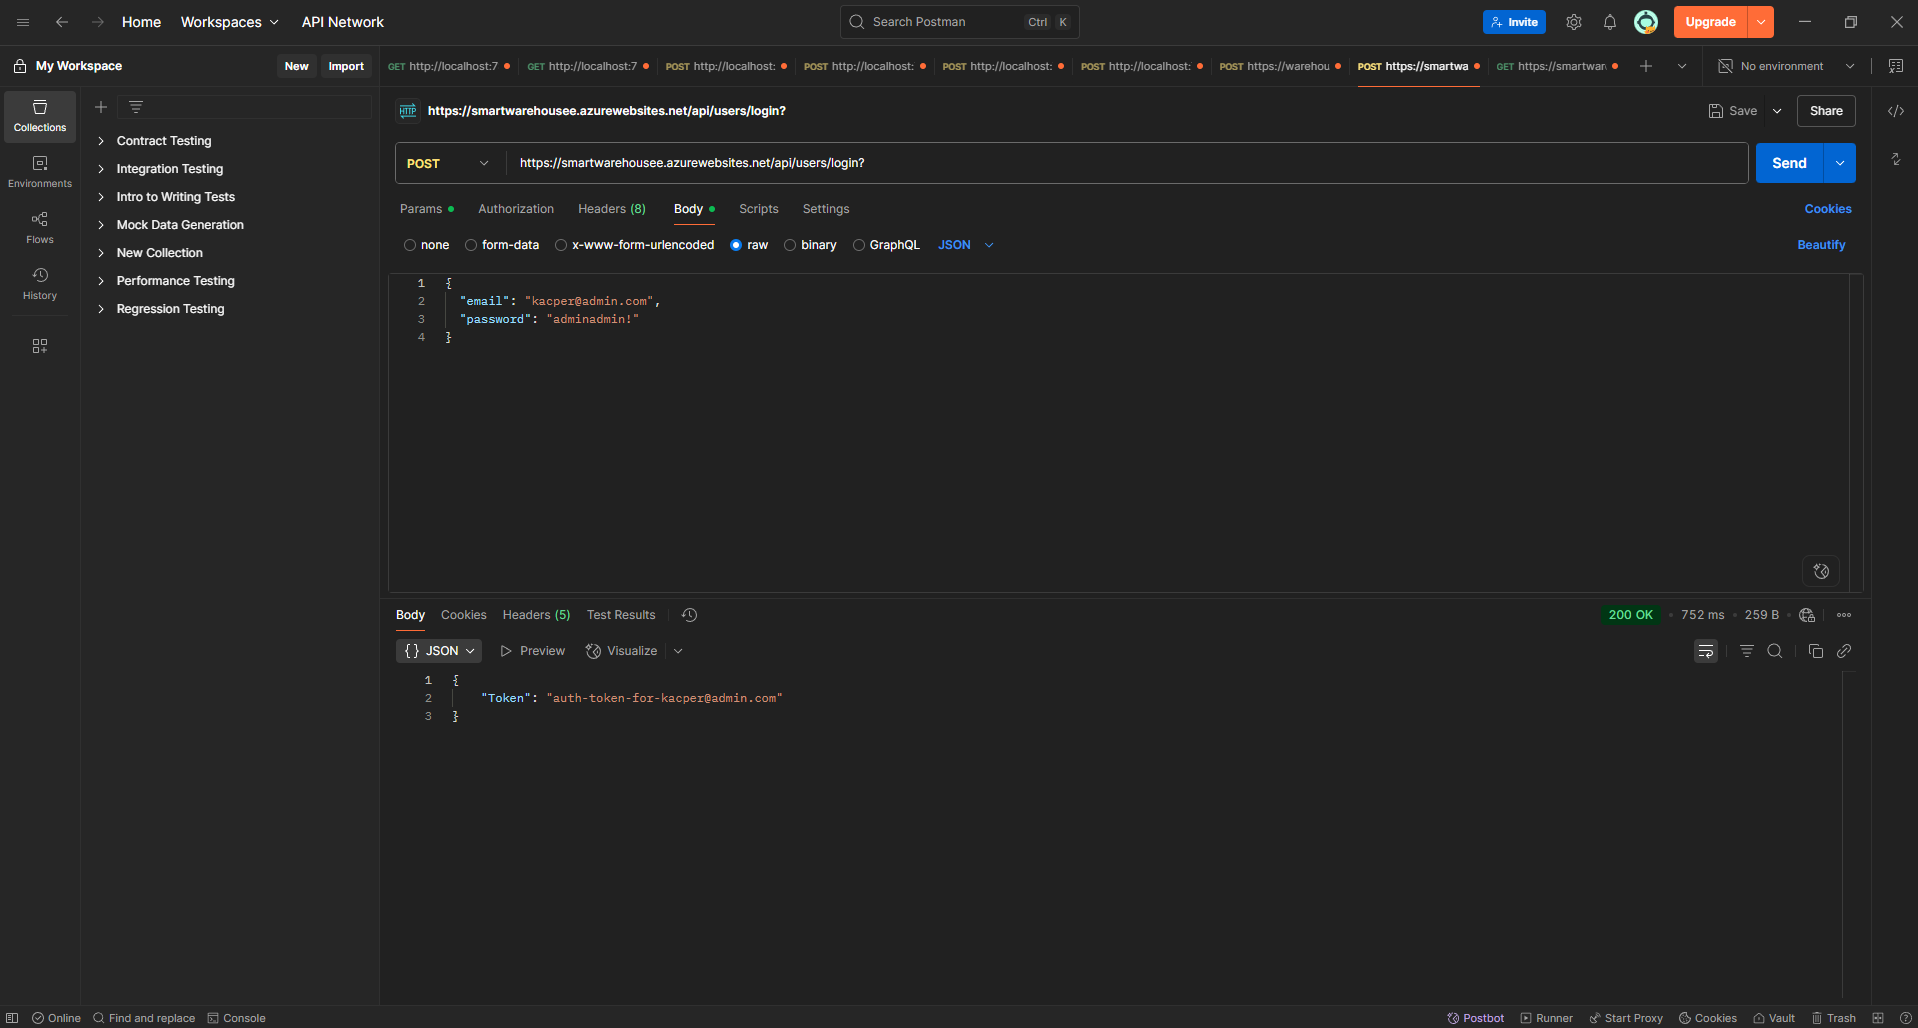 Home Workspaces API Network Search Postman Ctrl K Invite Upgrade
My Workspace New Import GET http://localhost:7 GET http://localhost:7 POST http://localhost: POST http://localhost: POST http://localhost: POST http://localhost: POST https://warehou POST https://smartwa GET https://smartwar No environment
HTTP https://smartwarehousee.azurewebsites.net/api/users/login? Save Share
Collections
Environments
Flows
History
Contract Testing
Integration Testing
Intro to Writing Tests
Mock Data Generation
New Collection
Performance Testing
Regression Testing
POST https://smartwarehousee.azurewebsites.net/api/users/login? Send
Params Authorization Headers (8) Body Scripts Settings Cookies
none form-data x-www-form-urlencoded raw binary GraphQL JSON Beautify
1 {
2 "email": "kacper@admin.com",
3 "password": "adminadmin!"
4 }
Body Cookies Headers (5) Test Results 200 OK 752 ms 259 B
{} JSON Preview Visualize
1 {
2 "Token": "auth-token-for-kacper@admin.com"
3 }
Online Find and replace Console Postbot Runner Start Proxy Cookies Vault Trash